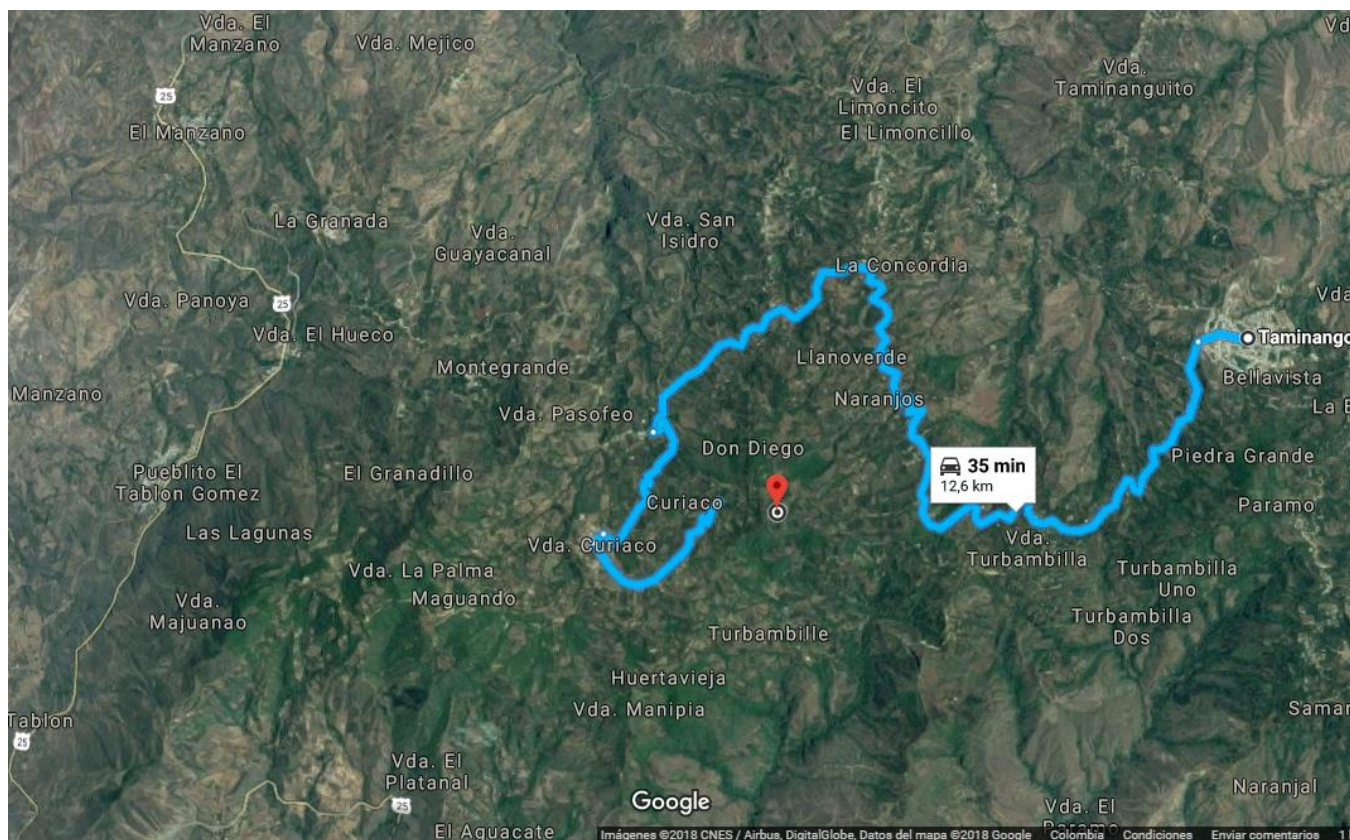 Vda. El
Manzano
Vda. Mejico
25
El Manzano
Vda. El
Limoncito
El Limoncillo
Vda.
Taminanguito
La Granada
Vda.
Guayacanal
Vda. San
Isidro
La Concordia
Vda. Panoya
25
Vda. El Hueco
Llanoverde
Taminango
Bellavista
Montegrande
Manzano
Naranjos
Vda. Pasofeo
Don Diego
35 min
12,6 km
Piedra Grande
Pueblito El
Tablon Gomez
El Granadillo
Curiaco
Paramo
Las Lagunas
Vda. Curiaco
Vda.
Turbambilla
Vda. La Palma
Maguando
Turbambilla
Uno
Vda.
Majuanao
Turbambilla
Dos
Turbambille
Huertavieja
Vda. Manipia
Tablon
25
Vda. El
Platanal
25
Google
Naranjal
Vda. El
El Aguacate
Imágenes ©2018 CNES / Airbus, DigitalGlobe, Datos del mapa ©2018 Google Colombia Condiciones Enviar comentarios 1